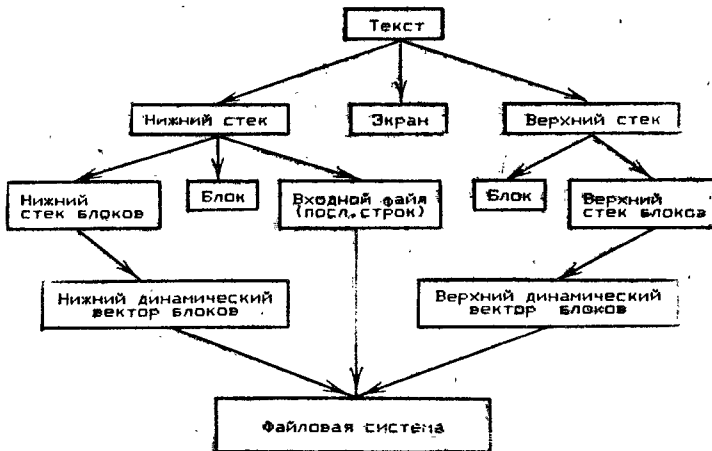 Текст
Нижний стек
Экран
Верхний стек
Нижний
стек блоков
Блок
Входной файл
(посл.строк)
Блок
Верхний
стек блоков
Нижний динамический
вектор блоков
Верхний динамический
вектор блоков
Файловая система